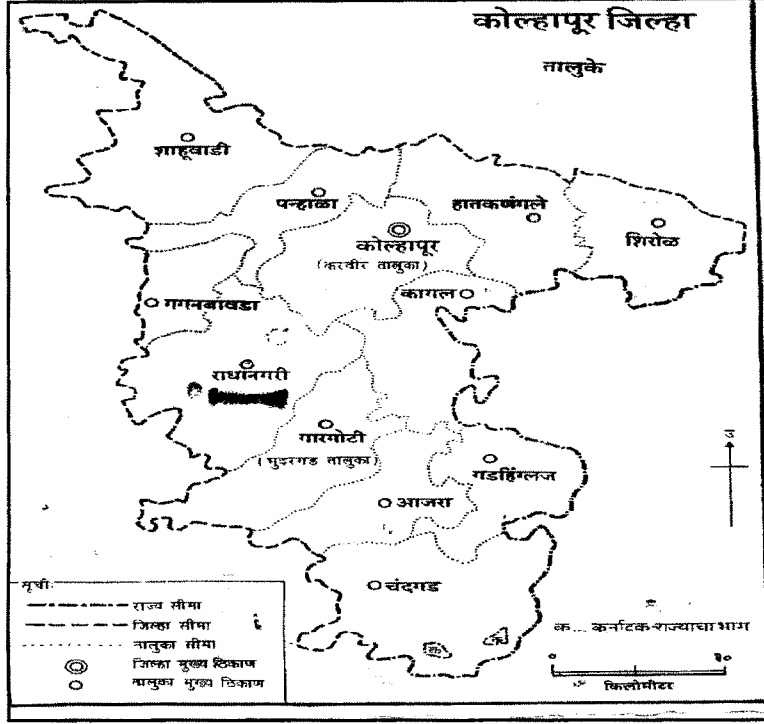 कोल्हापूर जिल्हा
तालुके
शाहूवाडी
पन्हाळा
हातकणंगले
शिरोळ
कोल्हापूर
(करवीर तालुका)
कागल
गगनबावडा
राधानगरी
गारगोटी
(भुदरगड तालुका)
गडहिंग्लज
आजरा
चंदगड
उ
सूची:
राज्य सीमा
जिल्हा सीमा
तालुका सीमा
जिल्हा मुख्य ठिकाण
तालुका मुख्य ठिकाण
क... कर्नाटक राज्याचा भाग
क
क
किलोमीटर